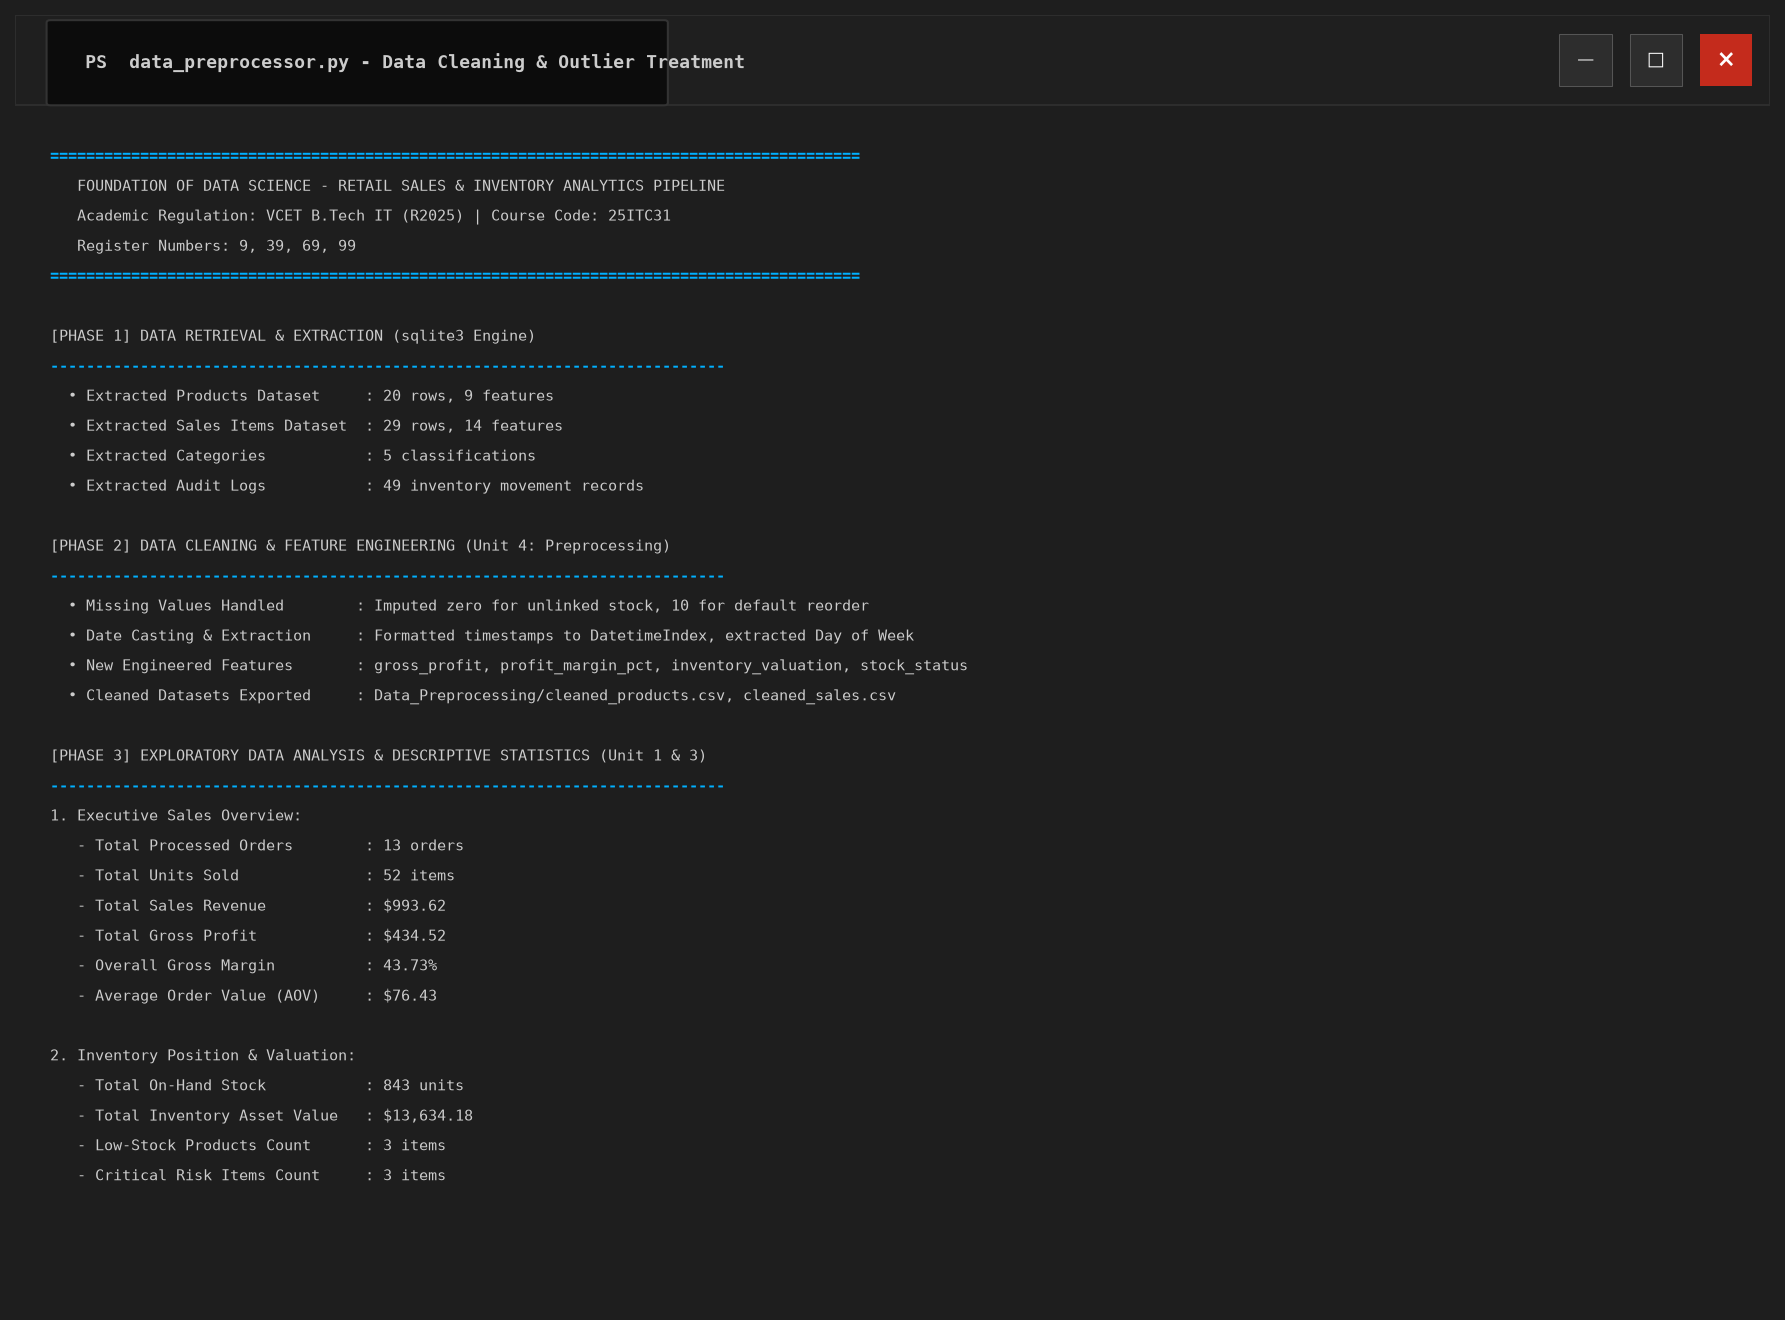 PS  data_preprocessor.py - Data Cleaning & Outlier Treatment
==========================================================================================
FOUNDATION OF DATA SCIENCE - RETAIL SALES & INVENTORY ANALYTICS PIPELINE
Academic Regulation: VCET B.Tech IT (R2025) | Course Code: 25ITC31
Register Numbers: 9, 39, 69, 99
==========================================================================================
[PHASE 1] DATA RETRIEVAL & EXTRACTION (sqlite3 Engine)
---------------------------------------------------------------------------
• Extracted Products Dataset     : 20 rows, 9 features
• Extracted Sales Items Dataset  : 29 rows, 14 features
• Extracted Categories           : 5 classifications
• Extracted Audit Logs           : 49 inventory movement records
[PHASE 2] DATA CLEANING & FEATURE ENGINEERING (Unit 4: Preprocessing)
---------------------------------------------------------------------------
• Missing Values Handled        : Imputed zero for unlinked stock, 10 for default reorder
• Date Casting & Extraction     : Formatted timestamps to DatetimeIndex, extracted Day of Week
• New Engineered Features       : gross_profit, profit_margin_pct, inventory_valuation, stock_status
• Cleaned Datasets Exported     : Data_Preprocessing/cleaned_products.csv, cleaned_sales.csv
[PHASE 3] EXPLORATORY DATA ANALYSIS & DESCRIPTIVE STATISTICS (Unit 1 & 3)
---------------------------------------------------------------------------
1. Executive Sales Overview:
- Total Processed Orders        : 13 orders
- Total Units Sold              : 52 items
- Total Sales Revenue           : $993.62
- Total Gross Profit            : $434.52
- Overall Gross Margin          : 43.73%
- Average Order Value (AOV)     : $76.43
2. Inventory Position & Valuation:
- Total On-Hand Stock           : 843 units
- Total Inventory Asset Value   : $13,634.18
- Low-Stock Products Count      : 3 items
- Critical Risk Items Count     : 3 items